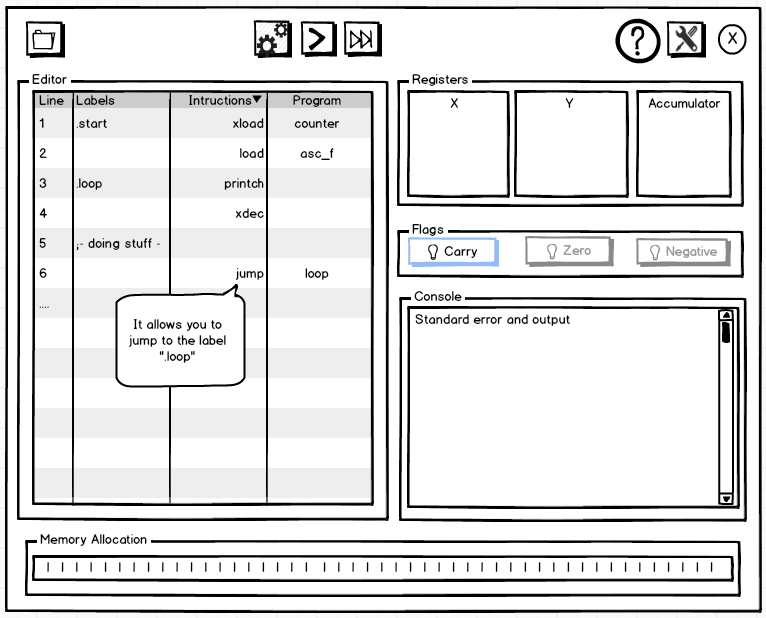 ?
X
Editor
Line Labels Intructions▼ Program
1 .start xload counter
2 load asc_f
3 .loop printch
4 xdec
5 ;- doing stuff -
6 jump loop
....
It allows you to
jump to the label
".loop"
Registers
X Y Accumulator
Flags
Carry Zero Negative
Console
Standard error and output
Memory Allocation